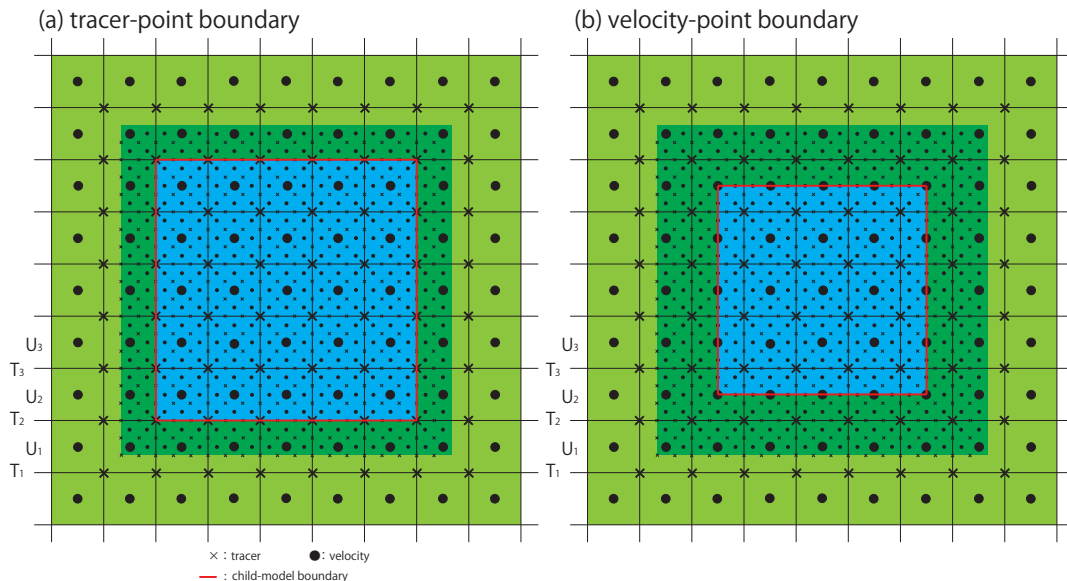 (a) tracer-point boundary
(b) velocity-point boundary
U3
T3
U2
T2
U1
T1
U3
T3
U2
T2
U1
T1
× : tracer
● : velocity
— : child-model boundary